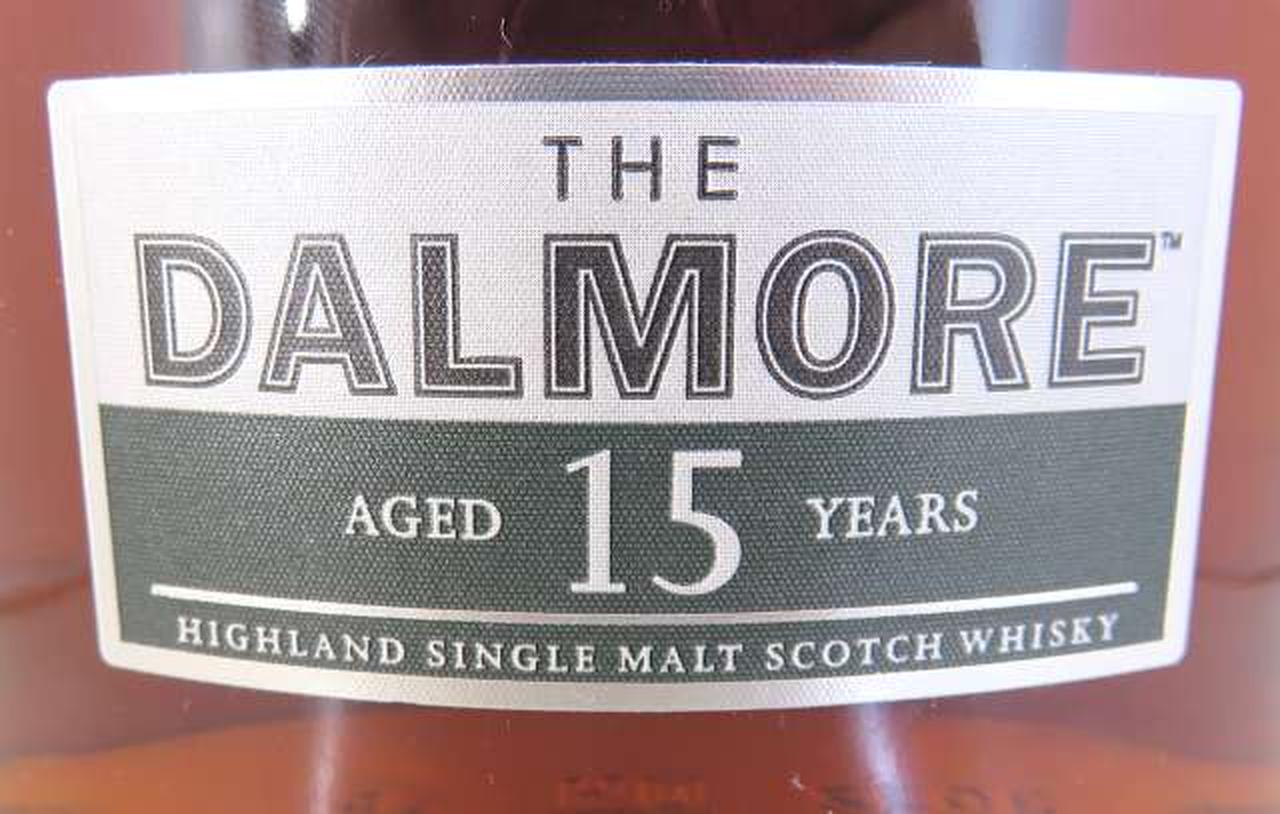 THE
DALMORE™
AGED 15 YEARS
HIGHLAND SINGLE MALT SCOTCH WHISKY